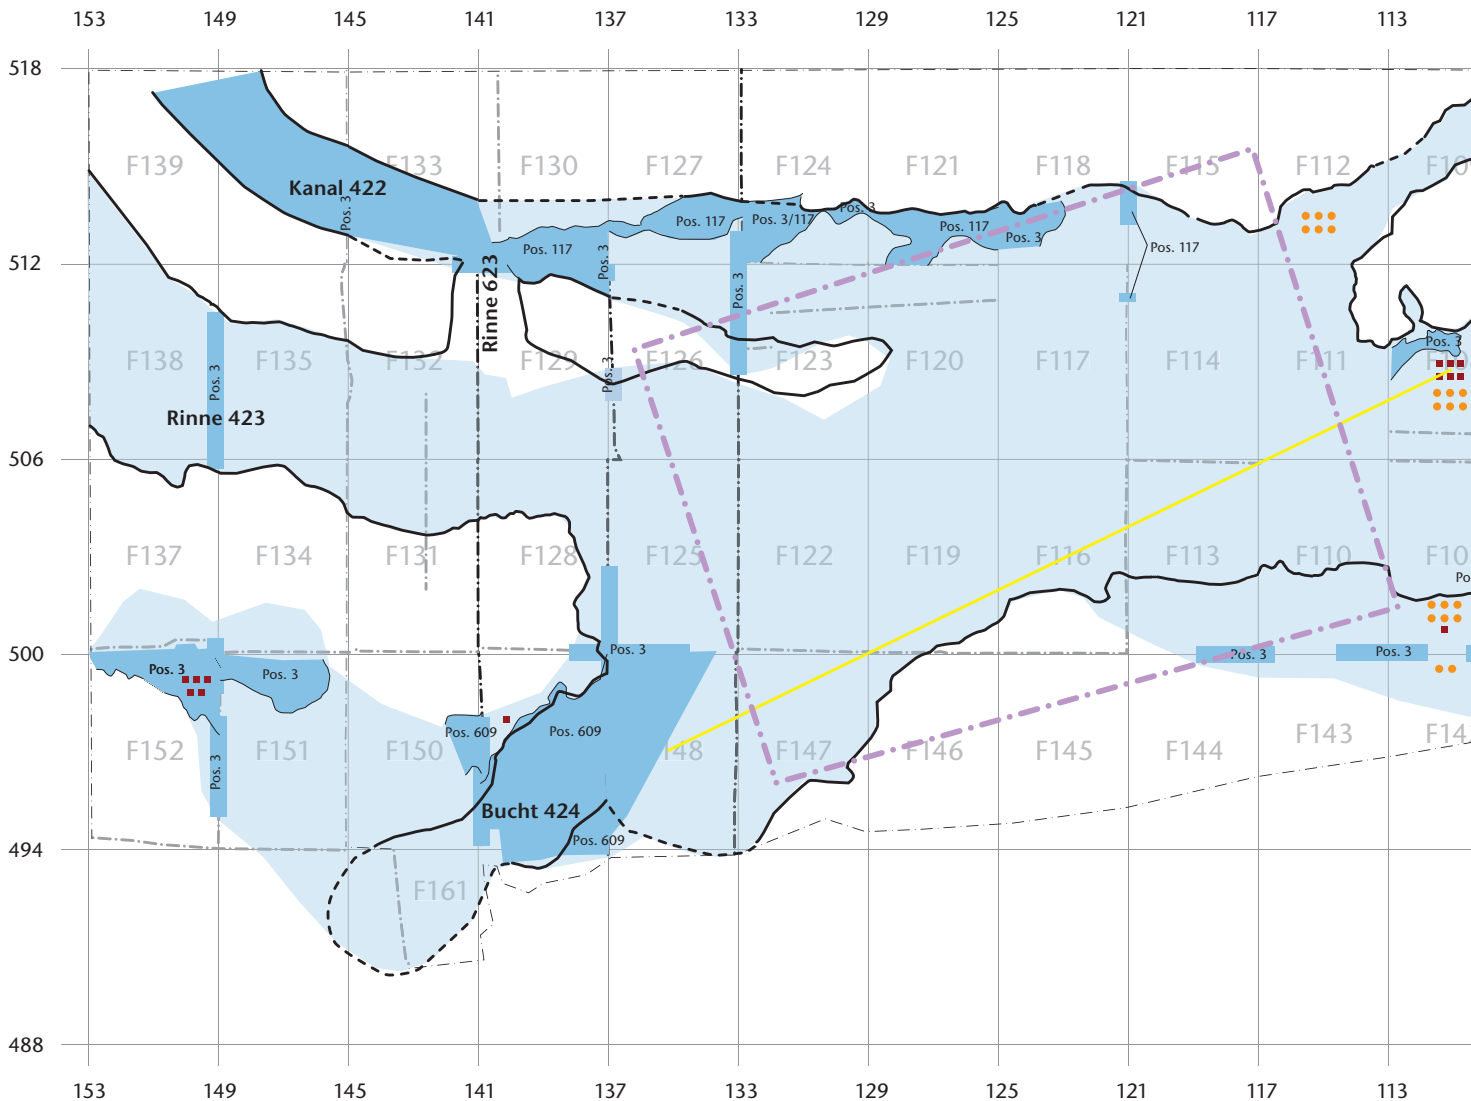 153 149 145 141 137 133 129 125 121 117 113
518
F139 F133 F130 F127 F124 F121 F118 F115 F112 F10
Kanal 422
Pos. 3
Pos. 117 Pos. 3/117 Pos. 3 Pos. 117 Pos. 3
Pos. 117 Pos. 3 Pos. 117
512
Rinne 623
Pos. 3
F138 F135 F132 F129 F126 F123 F120 F117 F114 F111 F10
Pos. 3
Pos. 3
Pos. 3
Rinne 423
506
F137 F134 F131 F128 F125 F122 F119 F116 F113 F110 F10
Po
500
Pos. 3 Pos. 3 Pos. 3 Pos. 3 Pos. 3
Pos. 609 Pos. 609
F152 F151 F150 48 F147 F146 F145 F144 F143 F14
Pos. 3
Bucht 424
Pos. 609
494
F161
488
153 149 145 141 137 133 129 125 121 117 113